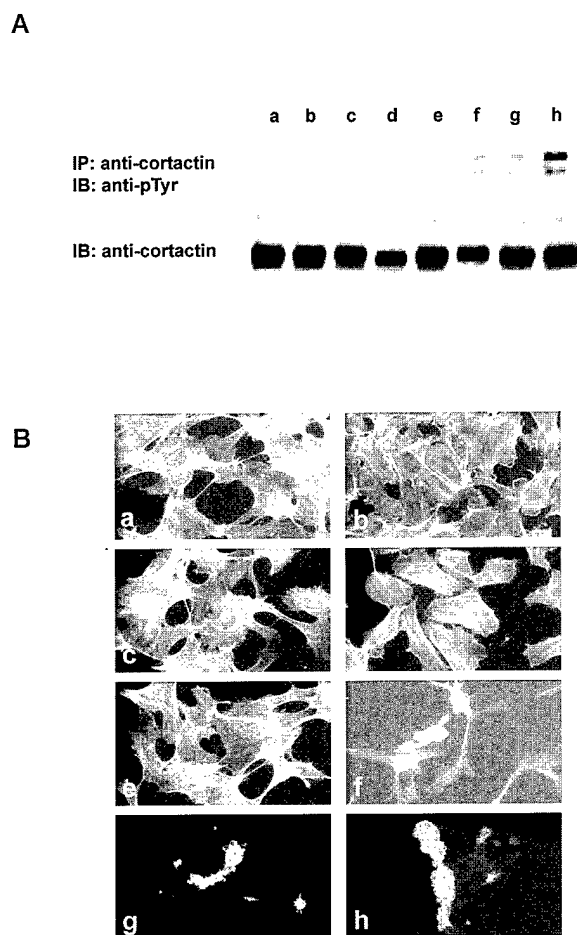 A
a b c d e f g h
IP: anti-cortactin
IB: anti-pTyr
IB: anti-cortactin
B
a b
c
e f
g h